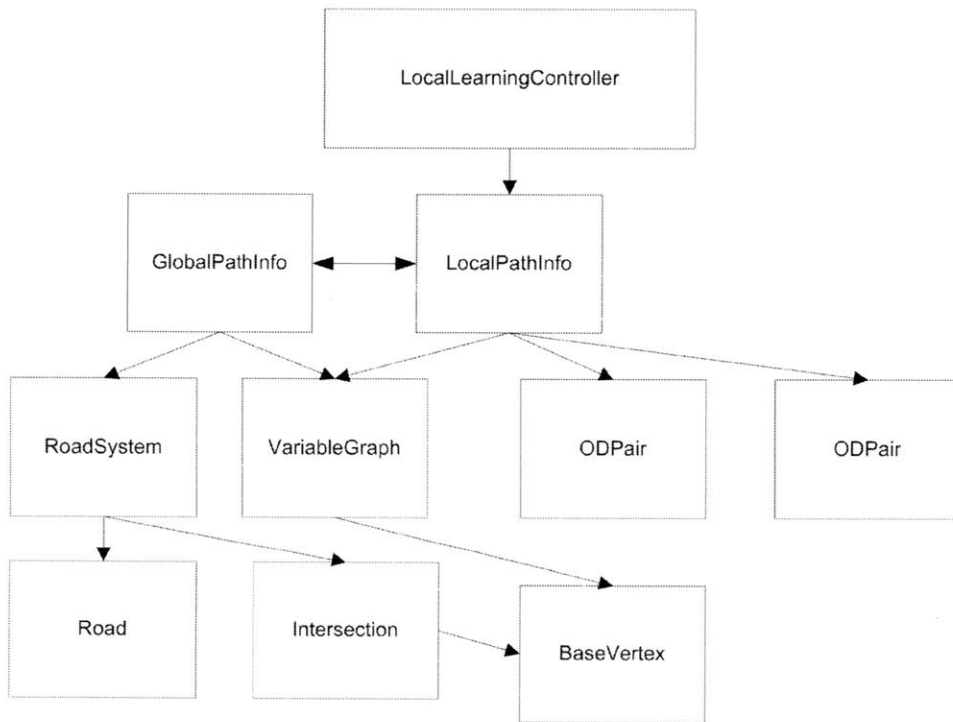 LocalLearningController
GlobalPathInfo
LocalPathInfo
RoadSystem
VariableGraph
ODPair
ODPair
Road
Intersection
BaseVertex